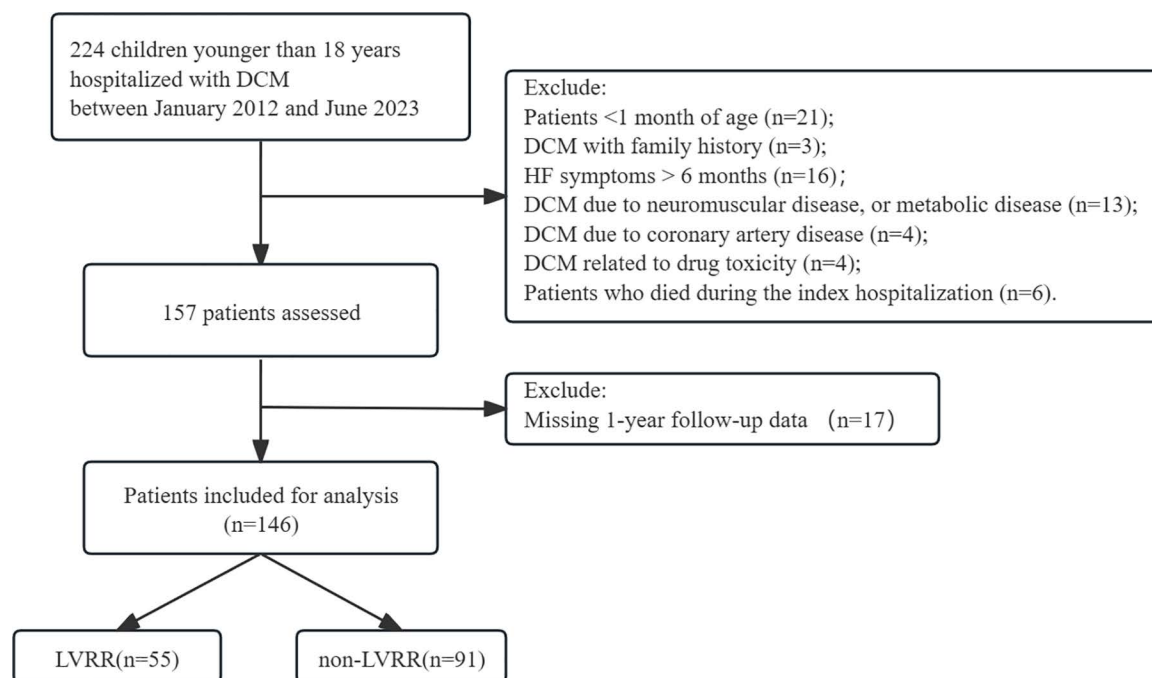 224 children younger than 18 years
hospitalized with DCM
between January 2012 and June 2023
Exclude:
Patients <1 month of age (n=21);
DCM with family history (n=3);
HF symptoms > 6 months (n=16);
DCM due to neuromuscular disease, or metabolic disease (n=13);
DCM due to coronary artery disease (n=4);
DCM related to drug toxicity (n=4);
Patients who died during the index hospitalization (n=6).
157 patients assessed
Exclude:
Missing 1-year follow-up data (n=17)
Patients included for analysis
(n=146)
LVRR(n=55)
non-LVRR(n=91)